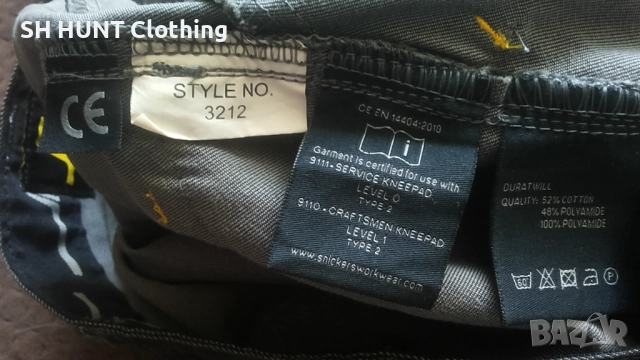 SH HUNT Clothing
CE
STYLE NO.
3212
CE EN 14404:2010
i
Garment is certified for use with
9111-SERVICE KNEEPAD
LEVEL 0
TYPE 2
9110-CRAFTSMEN KNEEPAD
LEVEL 1
TYPE 2
www.snickersworkwear.com
DURATWILL
QUALITY: 52% COTTON
48% POLYAMIDE
100% POLYAMIDE
60°
P
BAZAR